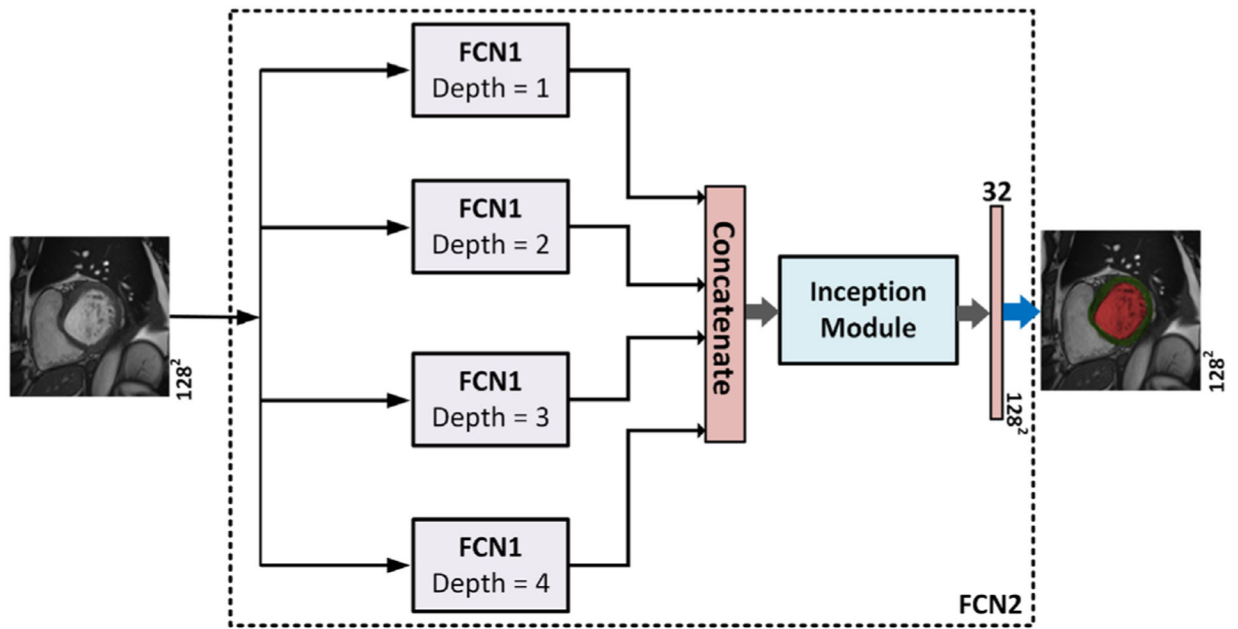 FCN1
Depth = 1
FCN1
Depth = 2
FCN1
Depth = 3
FCN1
Depth = 4
128²
Concatenate
Inception
Module
32
128²
128²
FCN2